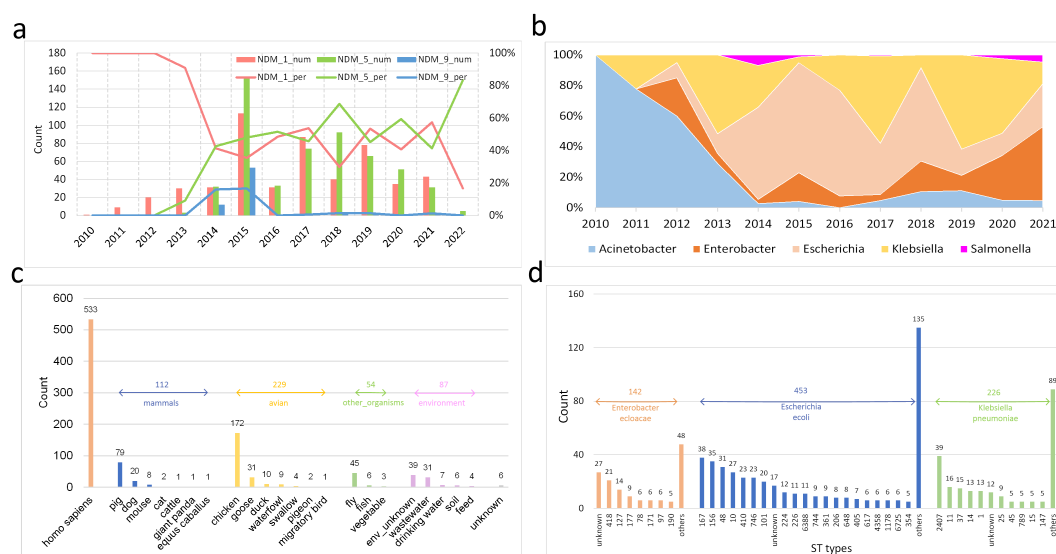 a
180
160
140
120
100
80
60
40
20
0
Count
100%
80%
60%
40%
20%
0%
NDM_1_num NDM_5_num NDM_9_num
NDM_1_per NDM_5_per NDM_9_per
2010 2011 2012 2013 2014 2015 2016 2017 2018 2019 2020 2021 2022
b
100%
80%
60%
40%
20%
0%
2010 2011 2012 2013 2014 2015 2016 2017 2018 2019 2020 2021
Acinetobacter Enterobacter Escherichia Klebsiella Salmonella
c
600
500
400
300
200
100
0
Count
533
112
mammals
229
avian
54
other_organisms
87
environment
79 20 8 2 1 1 1
172 31 10 9 4 2 1
45 6 3
39 31 7 6 4
6
homo sapiens
pig
dog
mouse
cat
cattle
giant panda
equus caballus
chicken
goose
duck
waterfowl
swallow
pigeon
migratory bird
fly
fish
vegetable
env_unknown
wastewater
drinking water
soil
feed
unknown
d
160
120
80
40
0
Count
142
Enterobacter
ecloacae
453
Escherichia
ecoli
226
Klebsiella
pneumoniae
27 21 14 9 6 6 6 5 48
38 35 31 27 23 23 20 17 12 11 11 9 9 8 8 7 6 6 6 6 5 135
39 16 15 13 13 12 9 5 5 5 5 89
unknown 418 127 177 78 171 97 190 others
167 156 48 10 410 746 101 unknown 224 226 6388 744 361 206 648 405 617 4358 1178 6725 354 others
2407 11 37 14 1 unknown 25 45 789 15 147 others
ST types